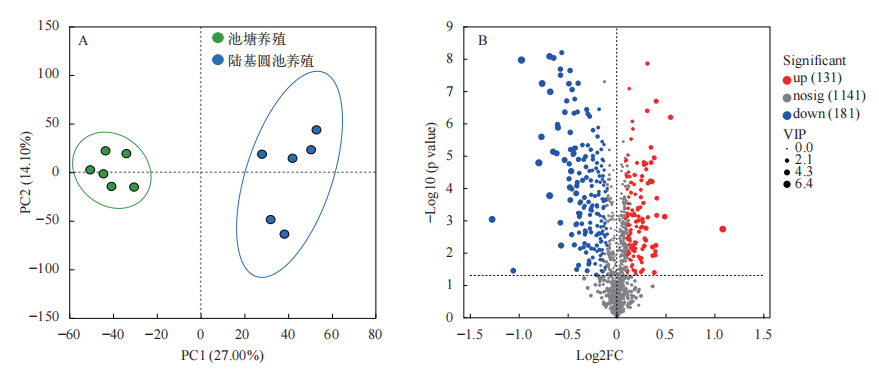 A
池塘养殖
陆基圆池养殖
150
100
50
0
−50
−100
−150
PC2 (14.10%)
−60
−40
−20
0
20
40
60
80
PC1 (27.00%)
B
9
8
7
6
5
4
3
2
1
0
−Log10 (p value)
−1.5
−1.0
−0.5
0
0.5
1.0
1.5
Log2FC
Significant
up (131)
nosig (1141)
down (181)
VIP
0.0
2.1
4.3
6.4